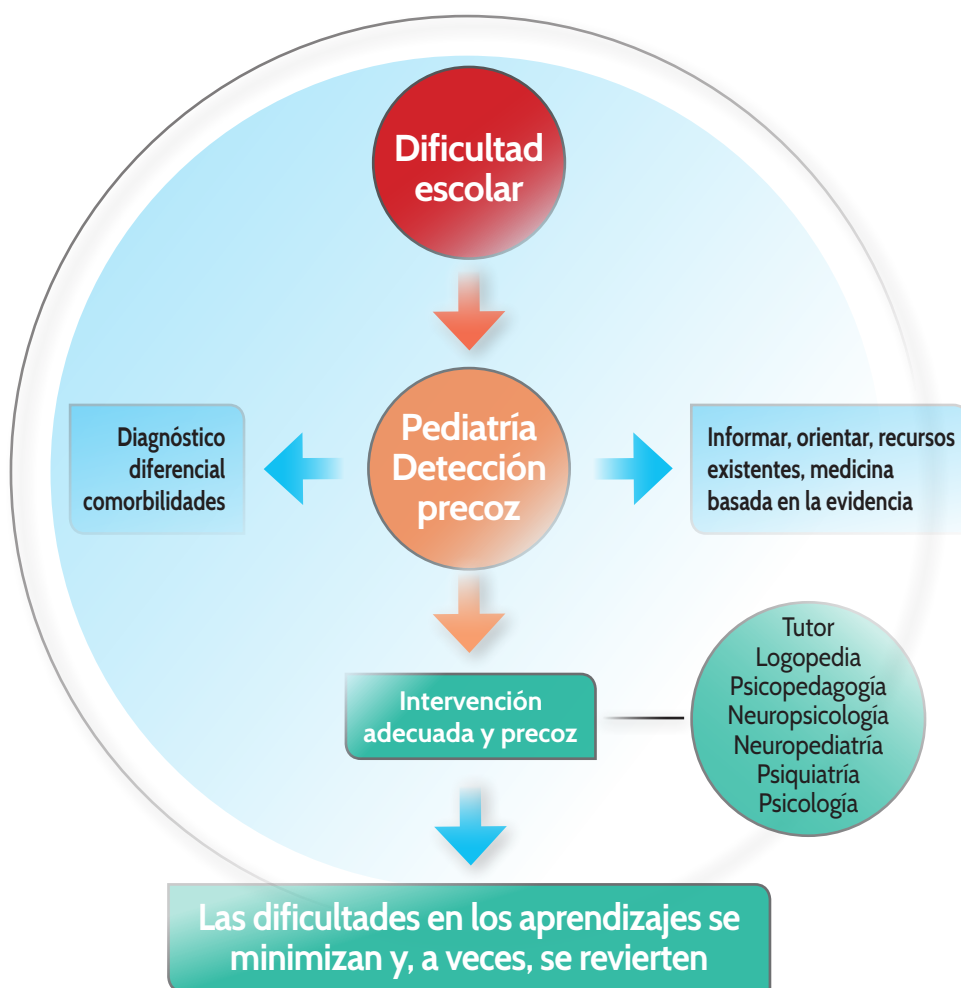 Dificultad
escolar
Pediatría
Detección
precoz
Diagnóstico
diferencial
comorbilidades
Informar, orientar, recursos
existentes, medicina
basada en la evidencia
Intervención
adecuada y precoz
Tutor
Logopedia
Psicopedagogía
Neuropsicología
Neuropediatría
Psiquiatría
Psicología
Las dificultades en los aprendizajes se
minimizan y, a veces, se revierten